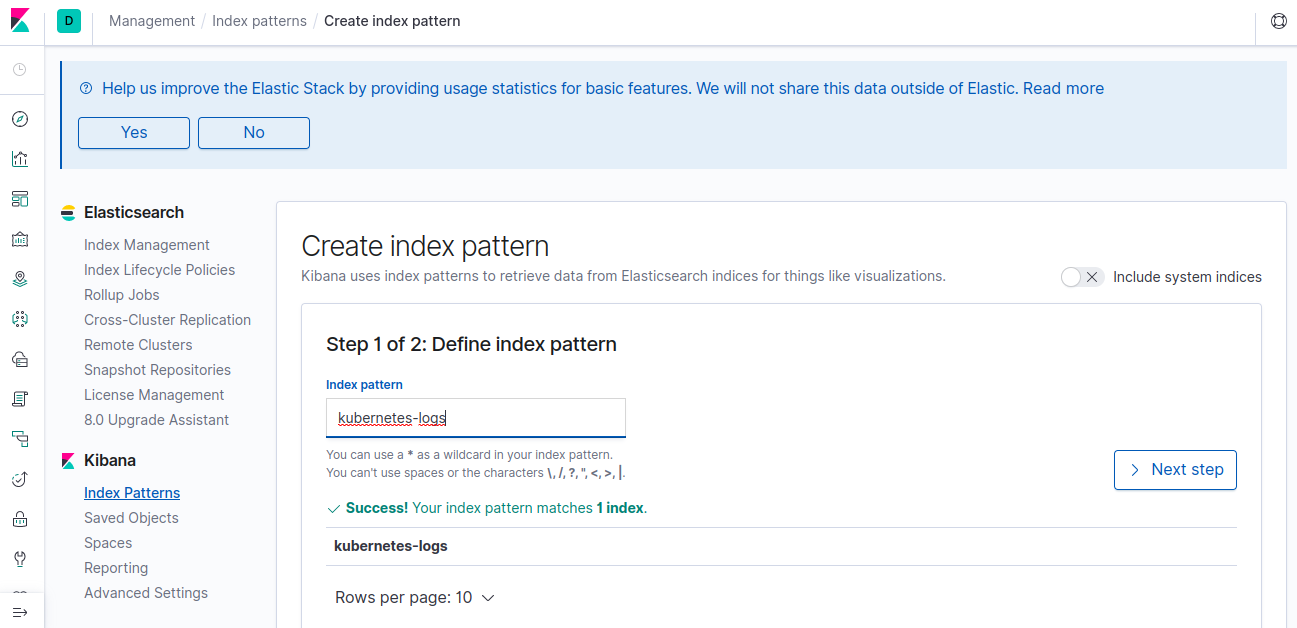 D Management / Index patterns / Create index pattern
Help us improve the Elastic Stack by providing usage statistics for basic features. We will not share this data outside of Elastic. Read more
Yes No
Elasticsearch
Index Management
Index Lifecycle Policies
Rollup Jobs
Cross-Cluster Replication
Remote Clusters
Snapshot Repositories
License Management
8.0 Upgrade Assistant
Kibana
Index Patterns
Saved Objects
Spaces
Reporting
Advanced Settings
Create index pattern
Kibana uses index patterns to retrieve data from Elasticsearch indices for things like visualizations.
Include system indices
Step 1 of 2: Define index pattern
Index pattern
kubernetes-logs
You can use a * as a wildcard in your index pattern.
You can't use spaces or the characters \, /, ?, ", <, >, |.
Next step
Success! Your index pattern matches 1 index.
kubernetes-logs
Rows per page: 10